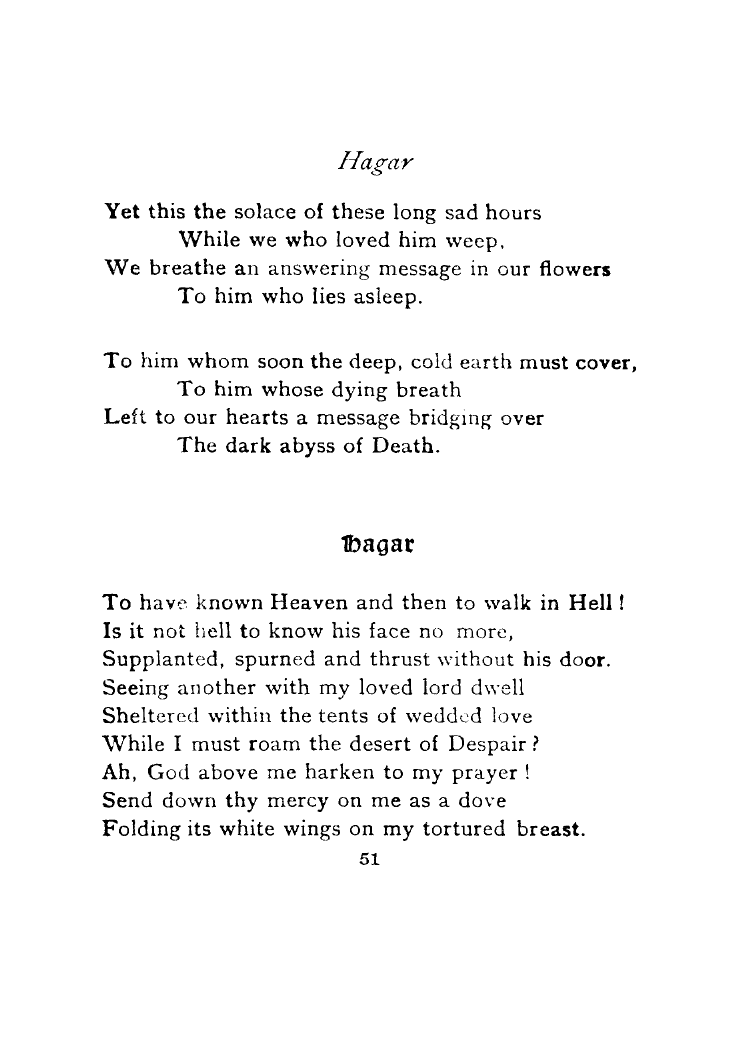 Hagar
Yet this the solace of these long sad hours
While we who loved him weep,
We breathe an answering message in our flowers
To him who lies asleep.
To him whom soon the deep, cold earth must cover,
To him whose dying breath
Left to our hearts a message bridging over
The dark abyss of Death.
Hagar
To have known Heaven and then to walk in Hell !
Is it not hell to know his face no more,
Supplanted, spurned and thrust without his door.
Seeing another with my loved lord dwell
Sheltered within the tents of wedded love
While I must roam the desert of Despair ?
Ah, God above me harken to my prayer !
Send down thy mercy on me as a dove
Folding its white wings on my tortured breast.
51